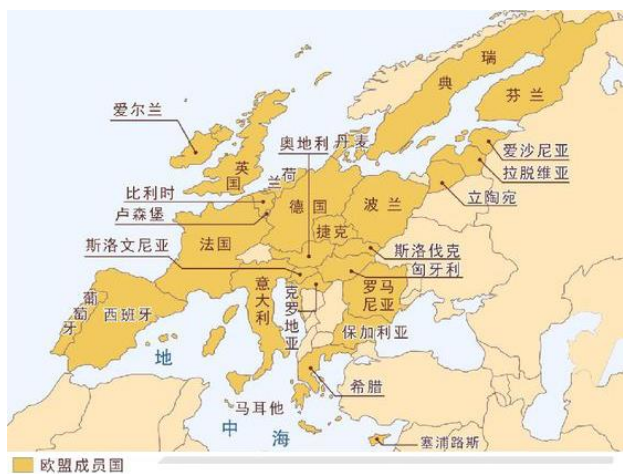 瑞
典
芬兰
爱尔兰
奥地利
丹麦
爱沙尼亚
拉脱维亚
英
国
荷
兰
立陶宛
比利时
卢森堡
德国
波兰
捷克
斯洛文尼亚
法国
斯洛伐克
匈牙利
意
大
利
克
罗
地
亚
罗马
尼亚
葡
萄
牙
西班牙
保加利亚
地
希腊
马耳他
中
海
塞浦路斯
欧盟成员国